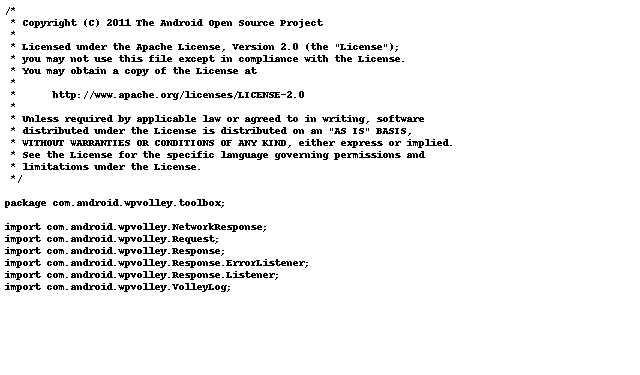 /*
 * Copyright (C) 2011 The Android Open Source Project
 *
 * Licensed under the Apache License, Version 2.0 (the "License");
 * you may not use this file except in compliance with the License.
 * You may obtain a copy of the License at
 *
 *      http://www.apache.org/licenses/LICENSE-2.0
 *
 * Unless required by applicable law or agreed to in writing, software
 * distributed under the License is distributed on an "AS IS" BASIS,
 * WITHOUT WARRANTIES OR CONDITIONS OF ANY KIND, either express or implied.
 * See the License for the specific language governing permissions and
 * limitations under the License.
 */

package com.android.wpvolley.toolbox;

import com.android.wpvolley.NetworkResponse;
import com.android.wpvolley.Request;
import com.android.wpvolley.Response;
import com.android.wpvolley.Response.ErrorListener;
import com.android.wpvolley.Response.Listener;
import com.android.wpvolley.VolleyLog;